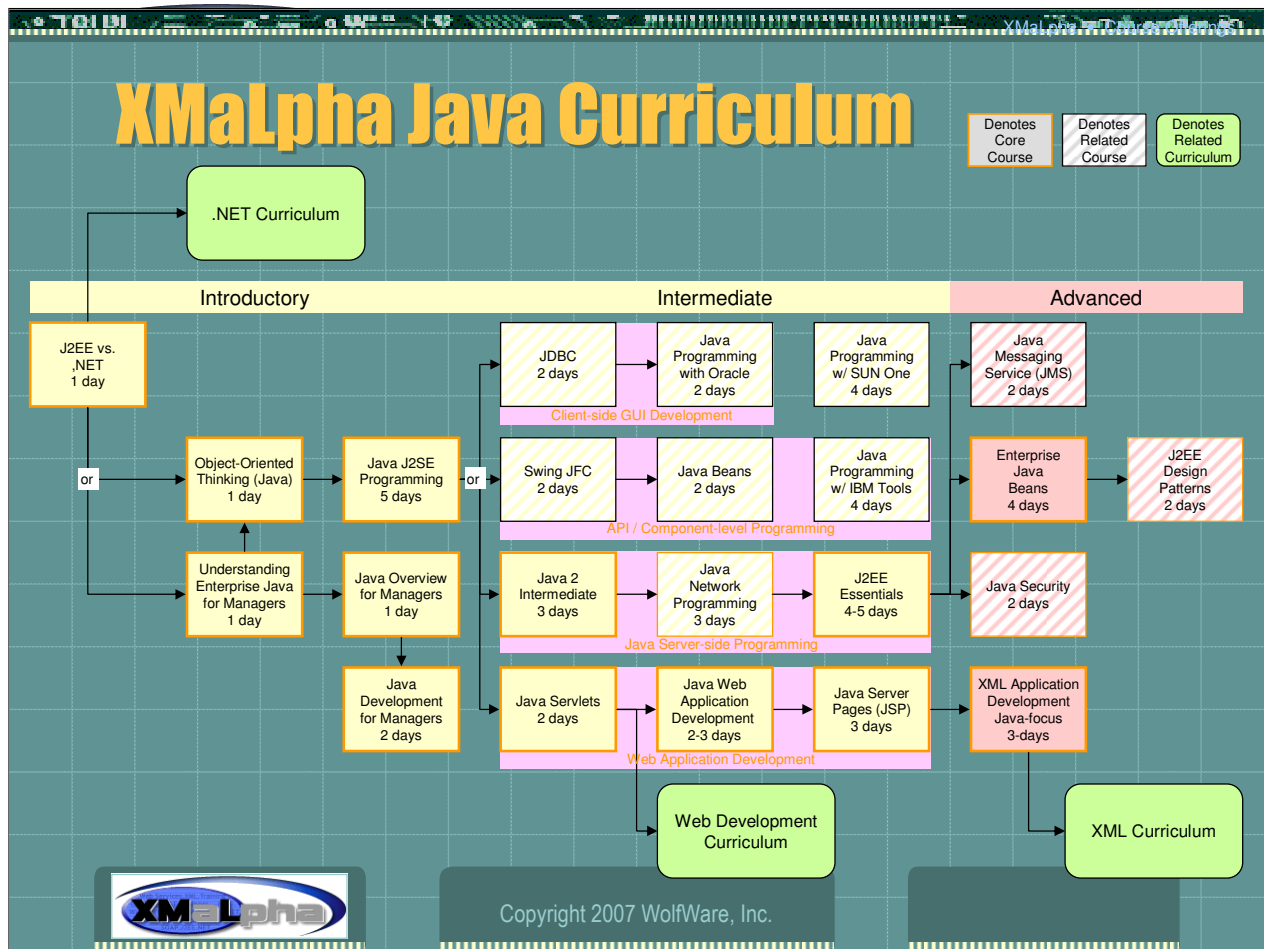 XMaLpha – Course Offerings
XMaLpha Java Curriculum
Denotes
Core
Course
Denotes
Related
Course
Denotes
Related
Curriculum
.NET Curriculum
Introductory
Intermediate
Advanced
J2EE vs.
,NET
1 day
JDBC
2 days
Java
Programming
with Oracle
2 days
Java
Programming
w/ SUN One
4 days
Java
Messaging
Service (JMS)
2 days
Client-side GUI Development
or
Object-Oriented
Thinking (Java)
1 day
Java J2SE
Programming
5 days
or
Swing JFC
2 days
Java Beans
2 days
Java
Programming
w/ IBM Tools
4 days
Enterprise
Java
Beans
4 days
J2EE
Design
Patterns
2 days
API / Component-level Programming
Understanding
Enterprise Java
for Managers
1 day
Java Overview
for Managers
1 day
Java 2
Intermediate
3 days
Java
Network
Programming
3 days
J2EE
Essentials
4-5 days
Java Security
2 days
Java Server-side Programming
Java
Development
for Managers
2 days
Java Servlets
2 days
Java Web
Application
Development
2-3 days
Java Server
Pages (JSP)
3 days
XML Application
Development
Java-focus
3-days
Web Application Development
Web Development
Curriculum
XML Curriculum
XMaLpha
Copyright 2007 WolfWare, Inc.